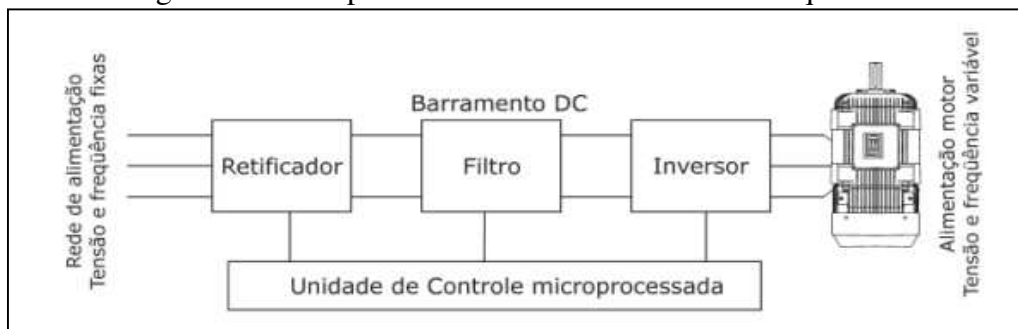 Rede de alimentação
Tensão e freqüência fixas
Barramento DC
Retificador
Filtro
Inversor
Alimentação motor
Tensão e freqüência variável
Unidade de Controle microprocessada